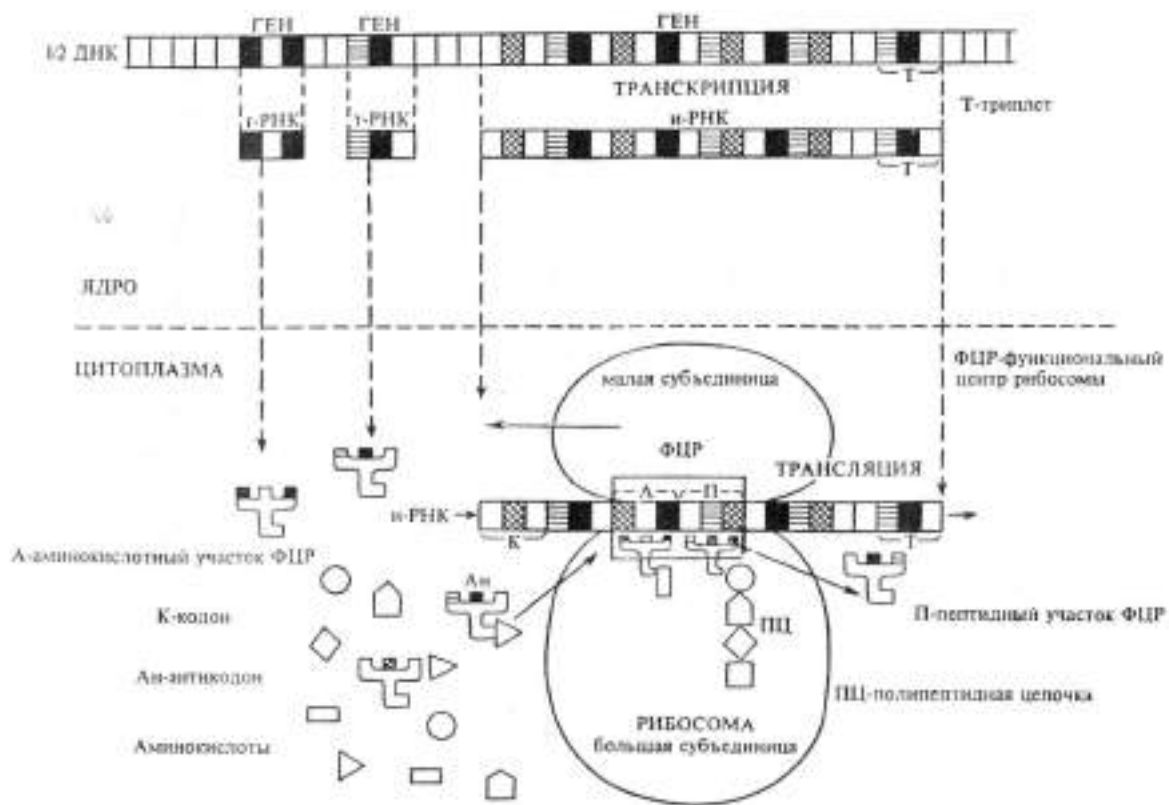 ГЕН ГЕН ГЕН
1/2 ДНК
Т
ТРАНСКРИПЦИЯ
Т-триплет
т-РНК т-РНК и-РНК
Т
ЯДРО
ЦИТОПЛАЗМА
ФЦР-функциональный
центр рибосомы
малая субъединица
ФЦР
ТРАНСЛЯЦИЯ
А П
и-РНК
К
Т
А-аминокислотный участок ФЦР
Ан
К-кодон
П-пептидный участок ФЦР
ПЦ
Ан-антикодон
ПЦ-полипептидная цепочка
РИБОСОМА
большая субъединица
Аминокислоты